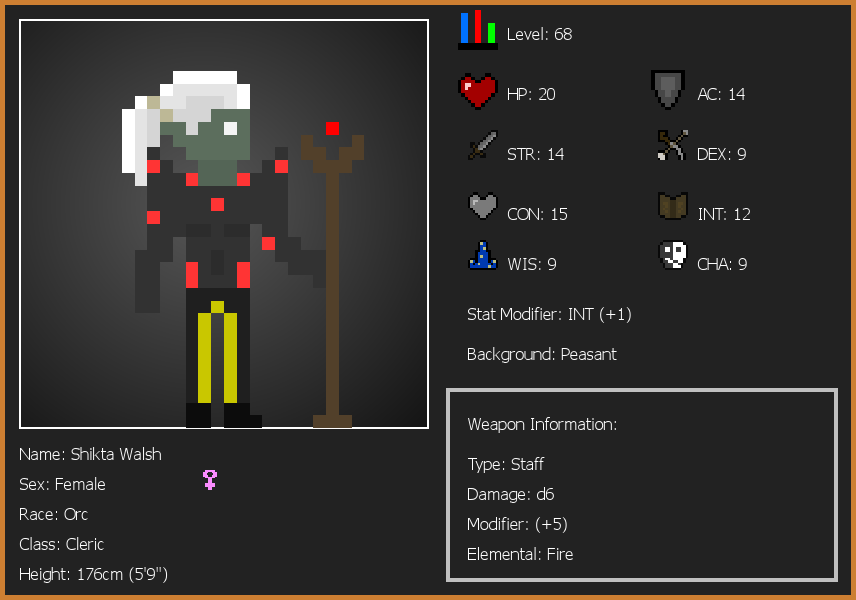 Level: 68
HP: 20
AC: 14
STR: 14
DEX: 9
CON: 15
INT: 12
WIS: 9
CHA: 9
Stat Modifier: INT (+1)
Background: Peasant
Weapon Information:
Type: Staff
Damage: d6
Modifier: (+5)
Elemental: Fire
Name: Shikta Walsh
Sex: Female
Race: Orc
Class: Cleric
Height: 176cm (5'9")